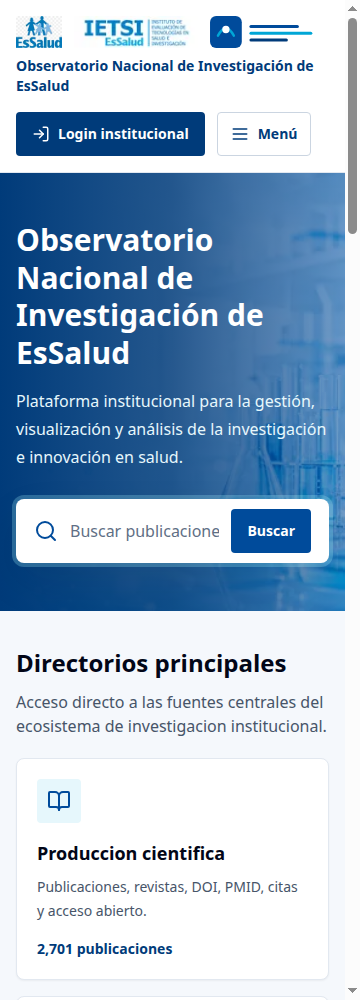 EsSalud
IETSI
EsSalud
INSTITUTO DE
EVALUACIÓN DE
TECNOLOGÍAS EN
SALUD E
INVESTIGACIÓN
Observatorio Nacional de Investigación de
EsSalud
Login institucional
Menú
Observatorio
Nacional de
Investigación de
EsSalud
Plataforma institucional para la gestión,
visualización y análisis de la investigación
e innovación en salud.
Buscar publicacione
Buscar
Directorios principales
Acceso directo a las fuentes centrales del
ecosistema de investigacion institucional.
Produccion cientifica
Publicaciones, revistas, DOI, PMID, citas
y acceso abierto.
2,701 publicaciones